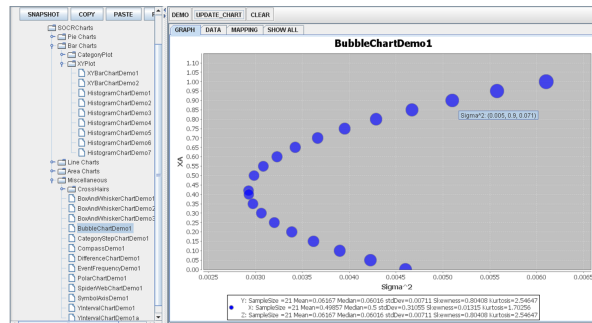 SNAPSHOT COPY PASTE
DEMO UPDATE_CHART CLEAR
GRAPH DATA MAPPING SHOW ALL
SOCRCharts
Pie Charts
Bar Charts
CategoryPlot
XYPlot
XYBarChartDemo1
XYBarChartDemo2
HistogramChartDemo1
HistogramChartDemo2
HistogramChartDemo3
HistogramChartDemo4
HistogramChartDemo5
HistogramChartDemo6
HistogramChartDemo7
Line Charts
Area Charts
Miscellaneous
CrossHairs
BoxAndWhiskerChartDemo1
BoxAndWhiskerChartDemo2
BoxAndWhiskerChartDemo3
BubbleChartDemo1
CategoryStepChartDemo1
CompassDemo1
DifferenceChartDemo1
EventFrequencyDemo1
PolarChartDemo1
SpiderWebChartDemo1
SymbolAxisDemo1
YIntervalChartDemo1
YIntervalChartDemo1a
BubbleChartDemo1
XA
1.10
1.05
1.00
0.95
0.90
0.85
0.80
0.75
0.70
0.65
0.60
0.55
0.50
0.45
0.40
0.35
0.30
0.25
0.20
0.15
0.10
0.05
0.00
Sigma^2: (0.005, 0.9, 0.071)
0.0025 0.0030 0.0035 0.0040 0.0045 0.0050 0.0055 0.0060 0.0065
Sigma^2
Y: SampleSize =21 Mean=0.06167 Median=0.06016 stdDev=0.00711 Skewness=0.80408 Kurtosis=2.54647
X: SampleSize =21 Mean=0.49857 Median=0.5 stdDev=0.31055 Skewness=0.01315 Kurtosis=1.70256
Z: SampleSize =21 Mean=0.06167 Median=0.06016 stdDev=0.00711 Skewness=0.80408 Kurtosis=2.54647